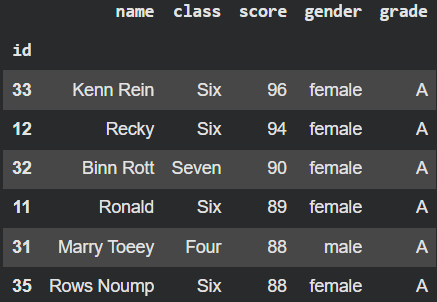 name class score gender grade
id
33 Kenn Rein Six 96 female A
12 Recky Six 94 female A
32 Binn Rott Seven 90 female A
11 Ronald Six 89 female A
31 Marry Toeey Four 88 male A
35 Rows Noump Six 88 female A